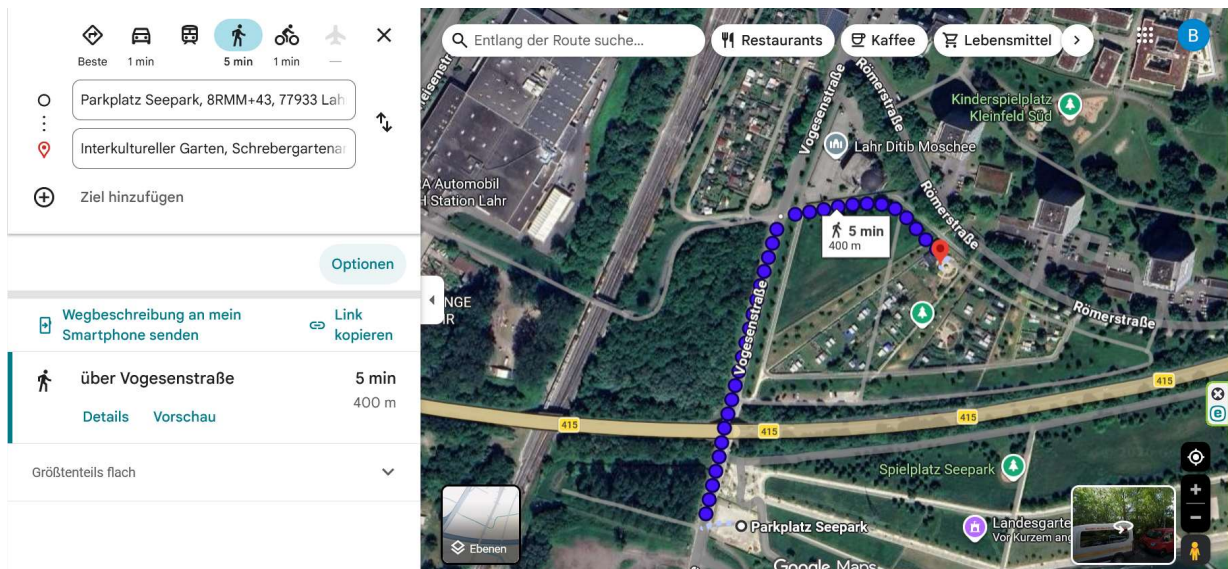 Beste
1 min
5 min
1 min
—
Parkplatz Seepark, 8RMM+43, 77933 Lah
Interkultureller Garten, Schrebergartenar
Ziel hinzufügen
Optionen
Wegbeschreibung an mein
Smartphone senden
Link
kopieren
über Vogesenstraße
5 min
400 m
Details
Vorschau
Größtenteils flach
Entlang der Route suche...
Restaurants
Kaffee
Lebensmittel
B
Vogesenstraße
Römerstraße
Kinderspielplatz
Kleinfeld Süd
Lahr Ditib Moschee
A Automobil
Station Lahr
Römerstraße
5 min
400 m
NGE
Vogesenstraße
Römerstraße
415
415
415
415
Spielplatz Seepark
Parkplatz Seepark
Landesgarte
Vor Kurzem ang
Ebenen
Google Maps